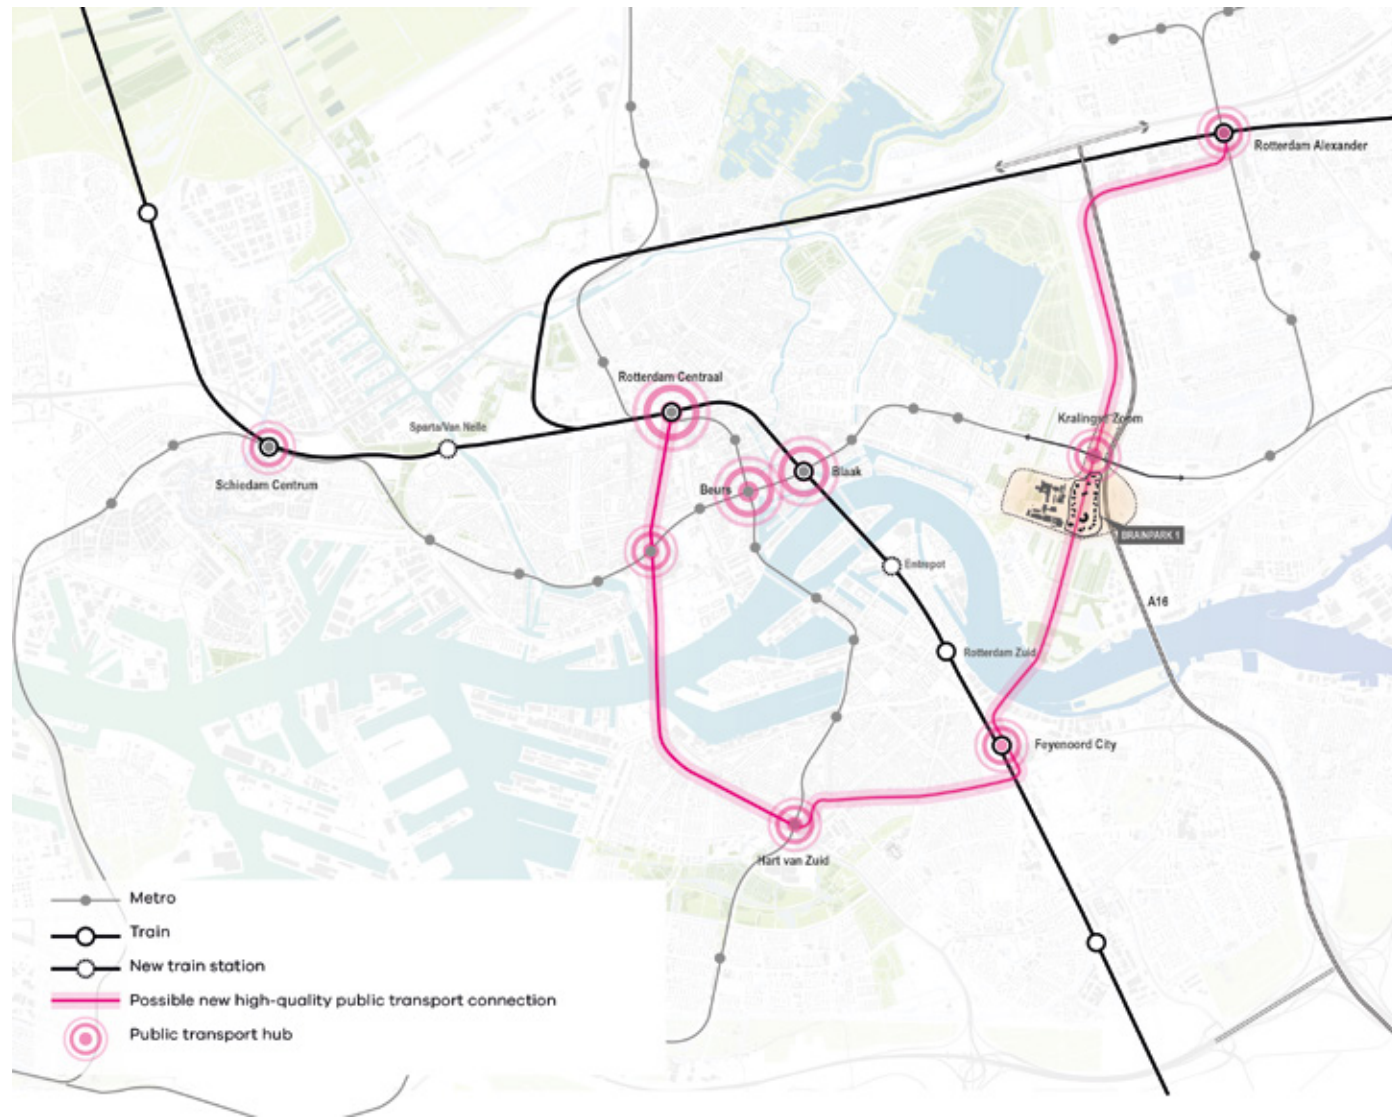 Rotterdam Alexander
Rotterdam Centraal
Kralingse Zoom
Sparta/Van Nelle
Schiedam Centrum
Beurs
Blaak
BRAINPARK 1
Entrepot
A16
Rotterdam Zuid
Feyenoord City
Hart van Zuid
Metro
Train
New train station
Possible new high-quality public transport connection
Public transport hub